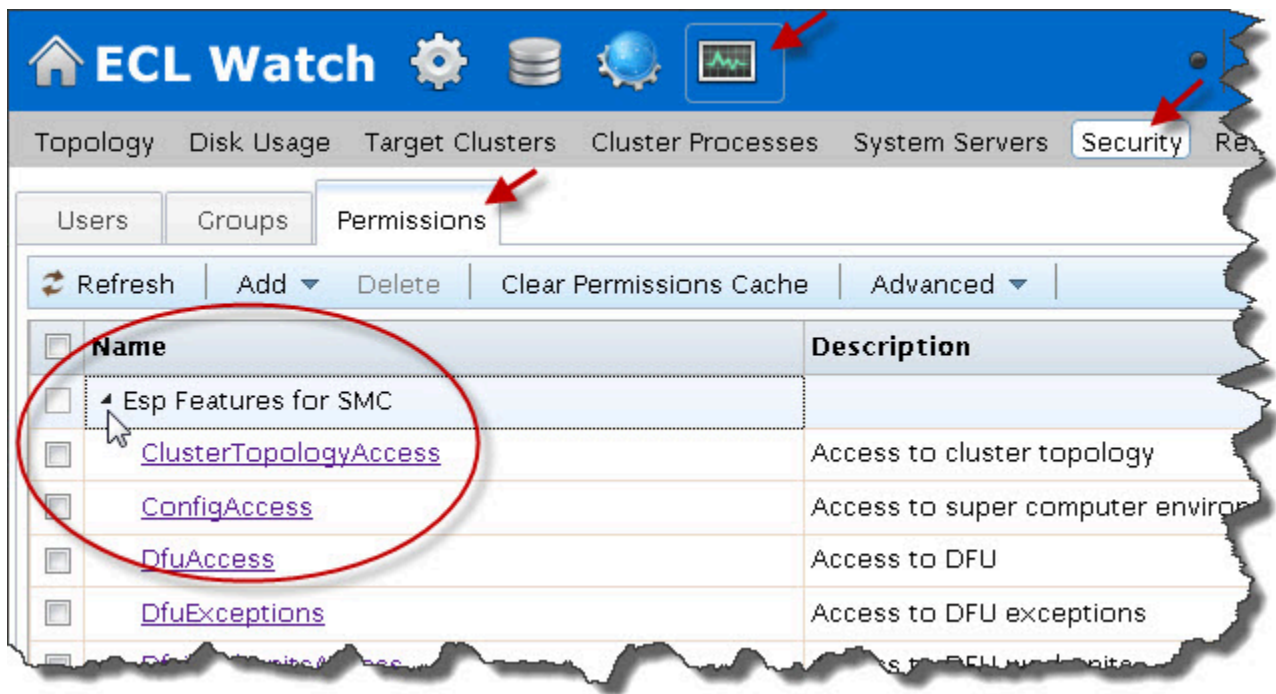 ECL Watch
Topology Disk Usage Target Clusters Cluster Processes System Servers Security
Users Groups Permissions
Refresh Add Delete Clear Permissions Cache Advanced
Name Description
Esp Features for SMC
ClusterTopologyAccess Access to cluster topology
ConfigAccess Access to super computer
DfuAccess Access to DFU
DfuExceptions Access to DFU exceptions